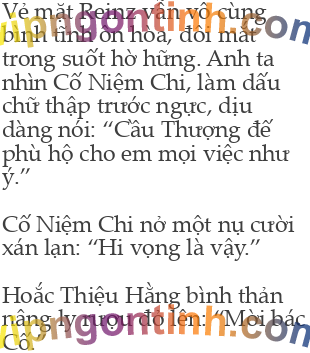 Vẻ mặt Reinz vẫn vô cùng
bình tĩnh ôn hòa, đôi mắt
trong suốt hờ hững. Anh ta
nhìn Cố Niệm Chi, làm dấu
chữ thập trước ngực, dịu
dàng nói: “Cầu Thượng đế
phù hộ cho em mọi việc như
ý.”
Cố Niệm Chi nở một nụ cười
xán lạn: “Hi vọng là vậy.”
Hoắc Thiệu Hằng bình thản
nâng ly rượu đỏ lên: “Mời bác
Cố.
vipngontinh.com
vipngontinh.com